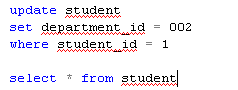 update student
set department_id = 002
where student_id = 1
select * from student